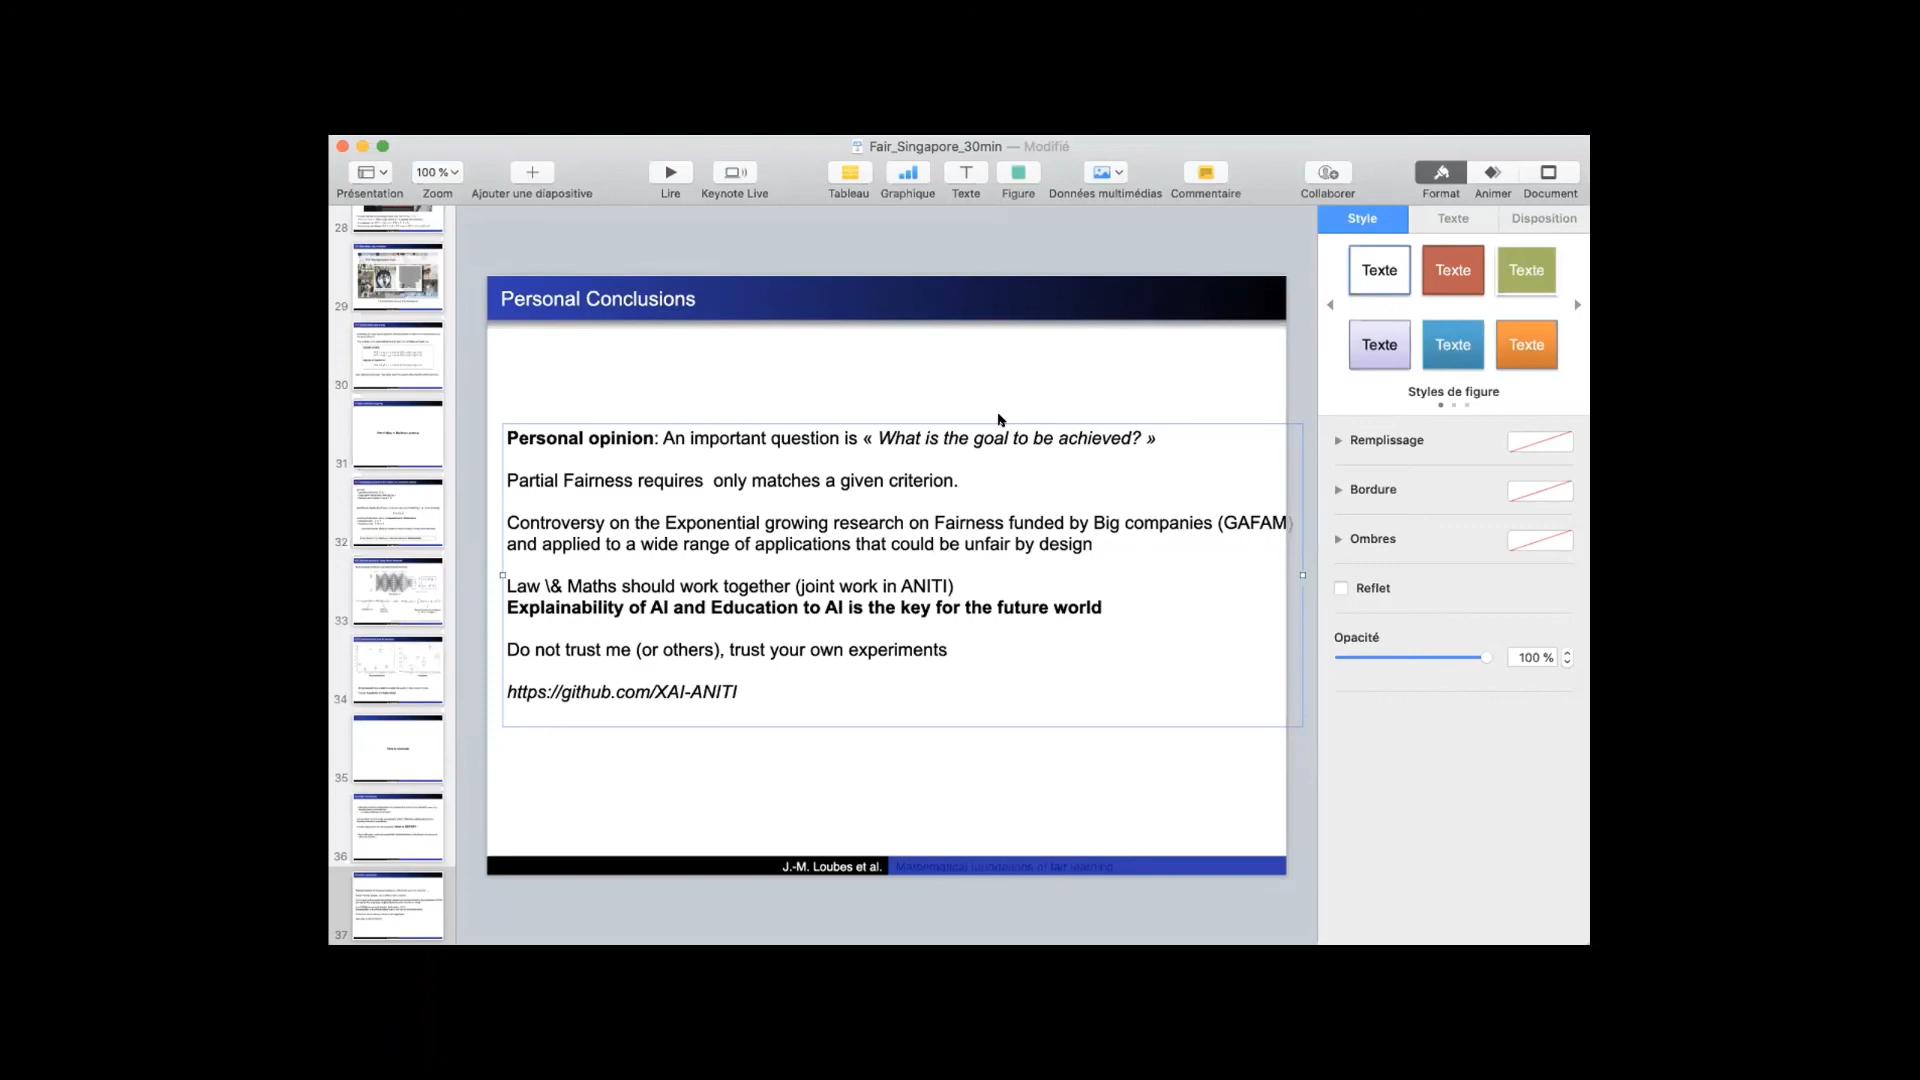 Fair_Singapore_30min — Modifié
100 %
Présentation Zoom Ajouter une diapositive Lire Keynote Live Tableau Graphique Texte Figure Données multimédias Commentaire Collaborer Format Animer Document
28
29
30
31
32
33
34
35
36
37
Personal Conclusions
Personal opinion: An important question is « What is the goal to be achieved? »
Partial Fairness requires only matches a given criterion.
Controversy on the Exponential growing research on Fairness funded by Big companies (GAFAM)
and applied to a wide range of applications that could be unfair by design
Law \& Maths should work together (joint work in ANITI)
Explainability of AI and Education to AI is the key for the future world
Do not trust me (or others), trust your own experiments
https://github.com/XAI-ANITI
J.-M. Loubes et al. Mathematical foundations of fair learning
Style Texte Disposition
Texte Texte Texte
Texte Texte Texte
Styles de figure
Remplissage
Bordure
Ombres
Reflet
Opacité
100 %